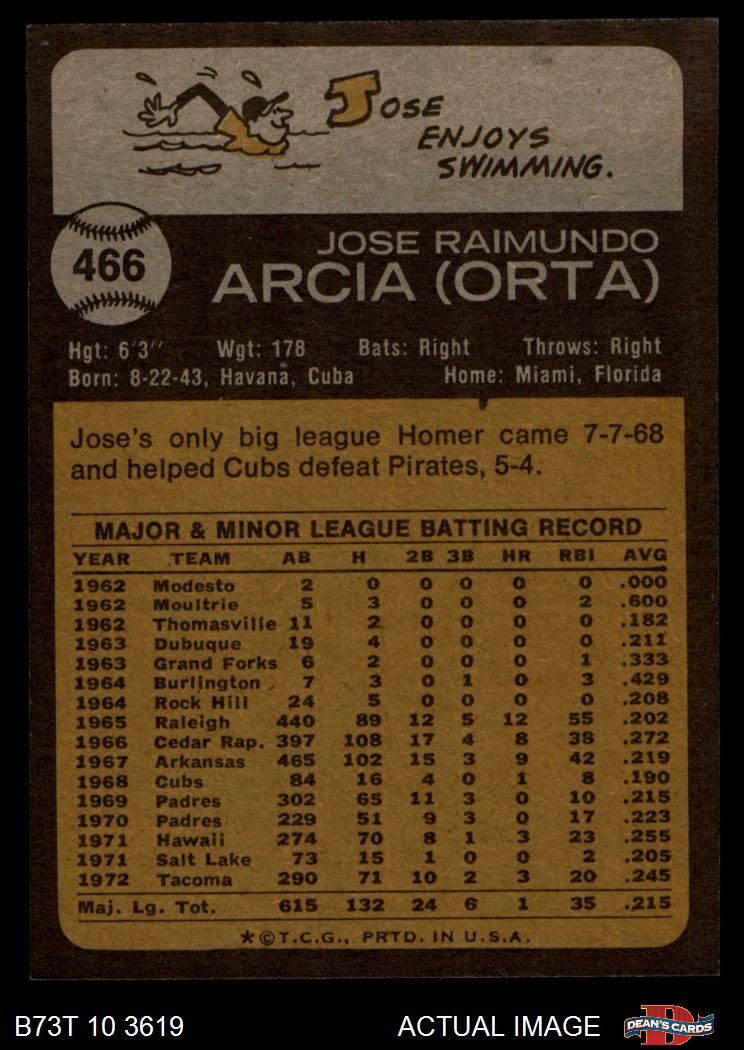 JOSE
ENJOYS
SWIMMING.
466
JOSE RAIMUNDO
ARCIA (ORTA)
Hgt: 6'3" Wgt: 178 Bats: Right Throws: Right
Born: 8-22-43, Havana, Cuba Home: Miami, Florida
Jose's only big league Homer came 7-7-68
and helped Cubs defeat Pirates, 5-4.
MAJOR & MINOR LEAGUE BATTING RECORD
YEAR TEAM AB H 2B 3B HR RBI AVG
1962 Modesto 2 0 0 0 0 0 .000
1962 Moultrie 5 3 0 0 0 2 .600
1962 Thomasville 11 2 0 0 0 0 .182
1963 Dubuque 19 4 0 0 0 0 .211
1963 Grand Forks 6 2 0 0 0 1 .333
1964 Burlington 7 3 0 1 0 3 .429
1964 Rock Hill 24 5 0 0 0 0 .208
1965 Raleigh 440 89 12 5 12 55 .202
1966 Cedar Rap. 397 108 17 4 8 38 .272
1967 Arkansas 465 102 15 3 9 42 .219
1968 Cubs 84 16 4 0 1 8 .190
1969 Padres 302 65 11 3 0 10 .215
1970 Padres 229 51 9 3 0 17 .223
1971 Hawaii 274 70 8 1 3 23 .255
1971 Salt Lake 73 15 1 0 0 2 .205
1972 Tacoma 290 71 10 2 3 20 .245
Maj. Lg. Tot. 615 132 24 6 1 35 .215
*©T.C.G., PRTD. IN U.S.A.
B73T 10 3619 ACTUAL IMAGE DEAN'S CARDS